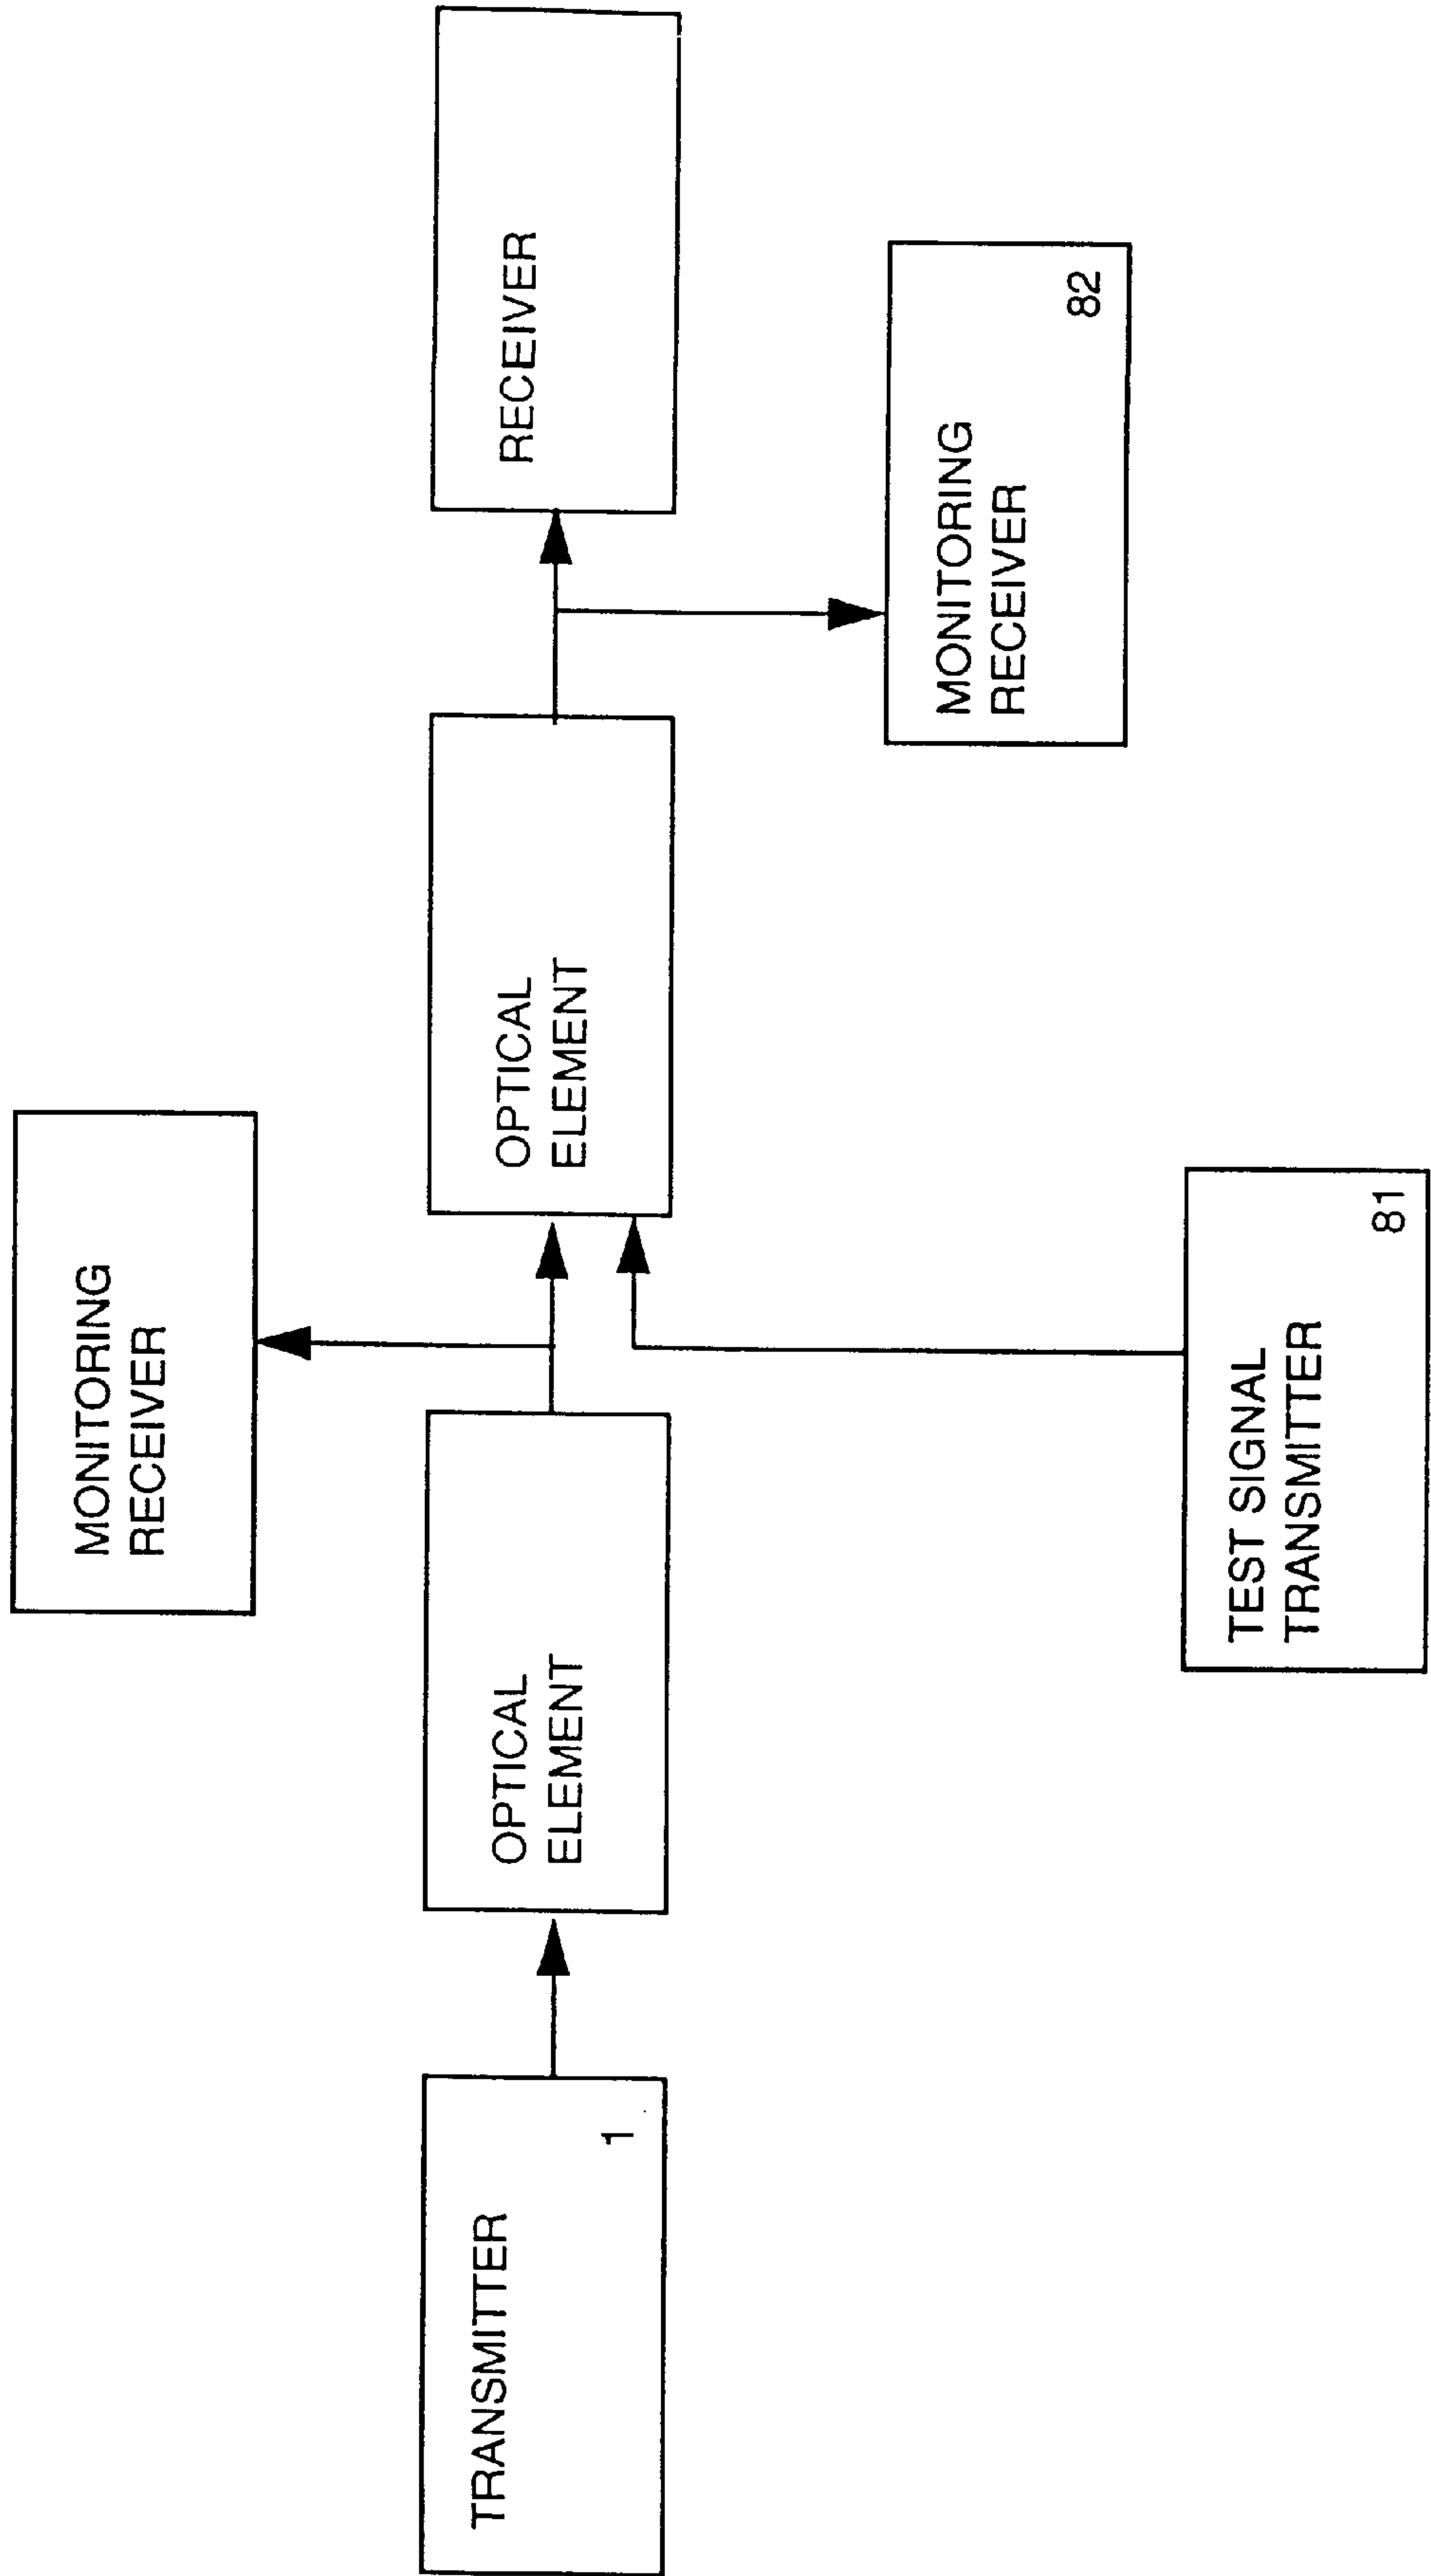 MONITORING
RECEIVER
TRANSMITTER
1
OPTICAL
ELEMENT
OPTICAL
ELEMENT
RECEIVER
MONITORING
RECEIVER
82
TEST SIGNAL
TRANSMITTER
81